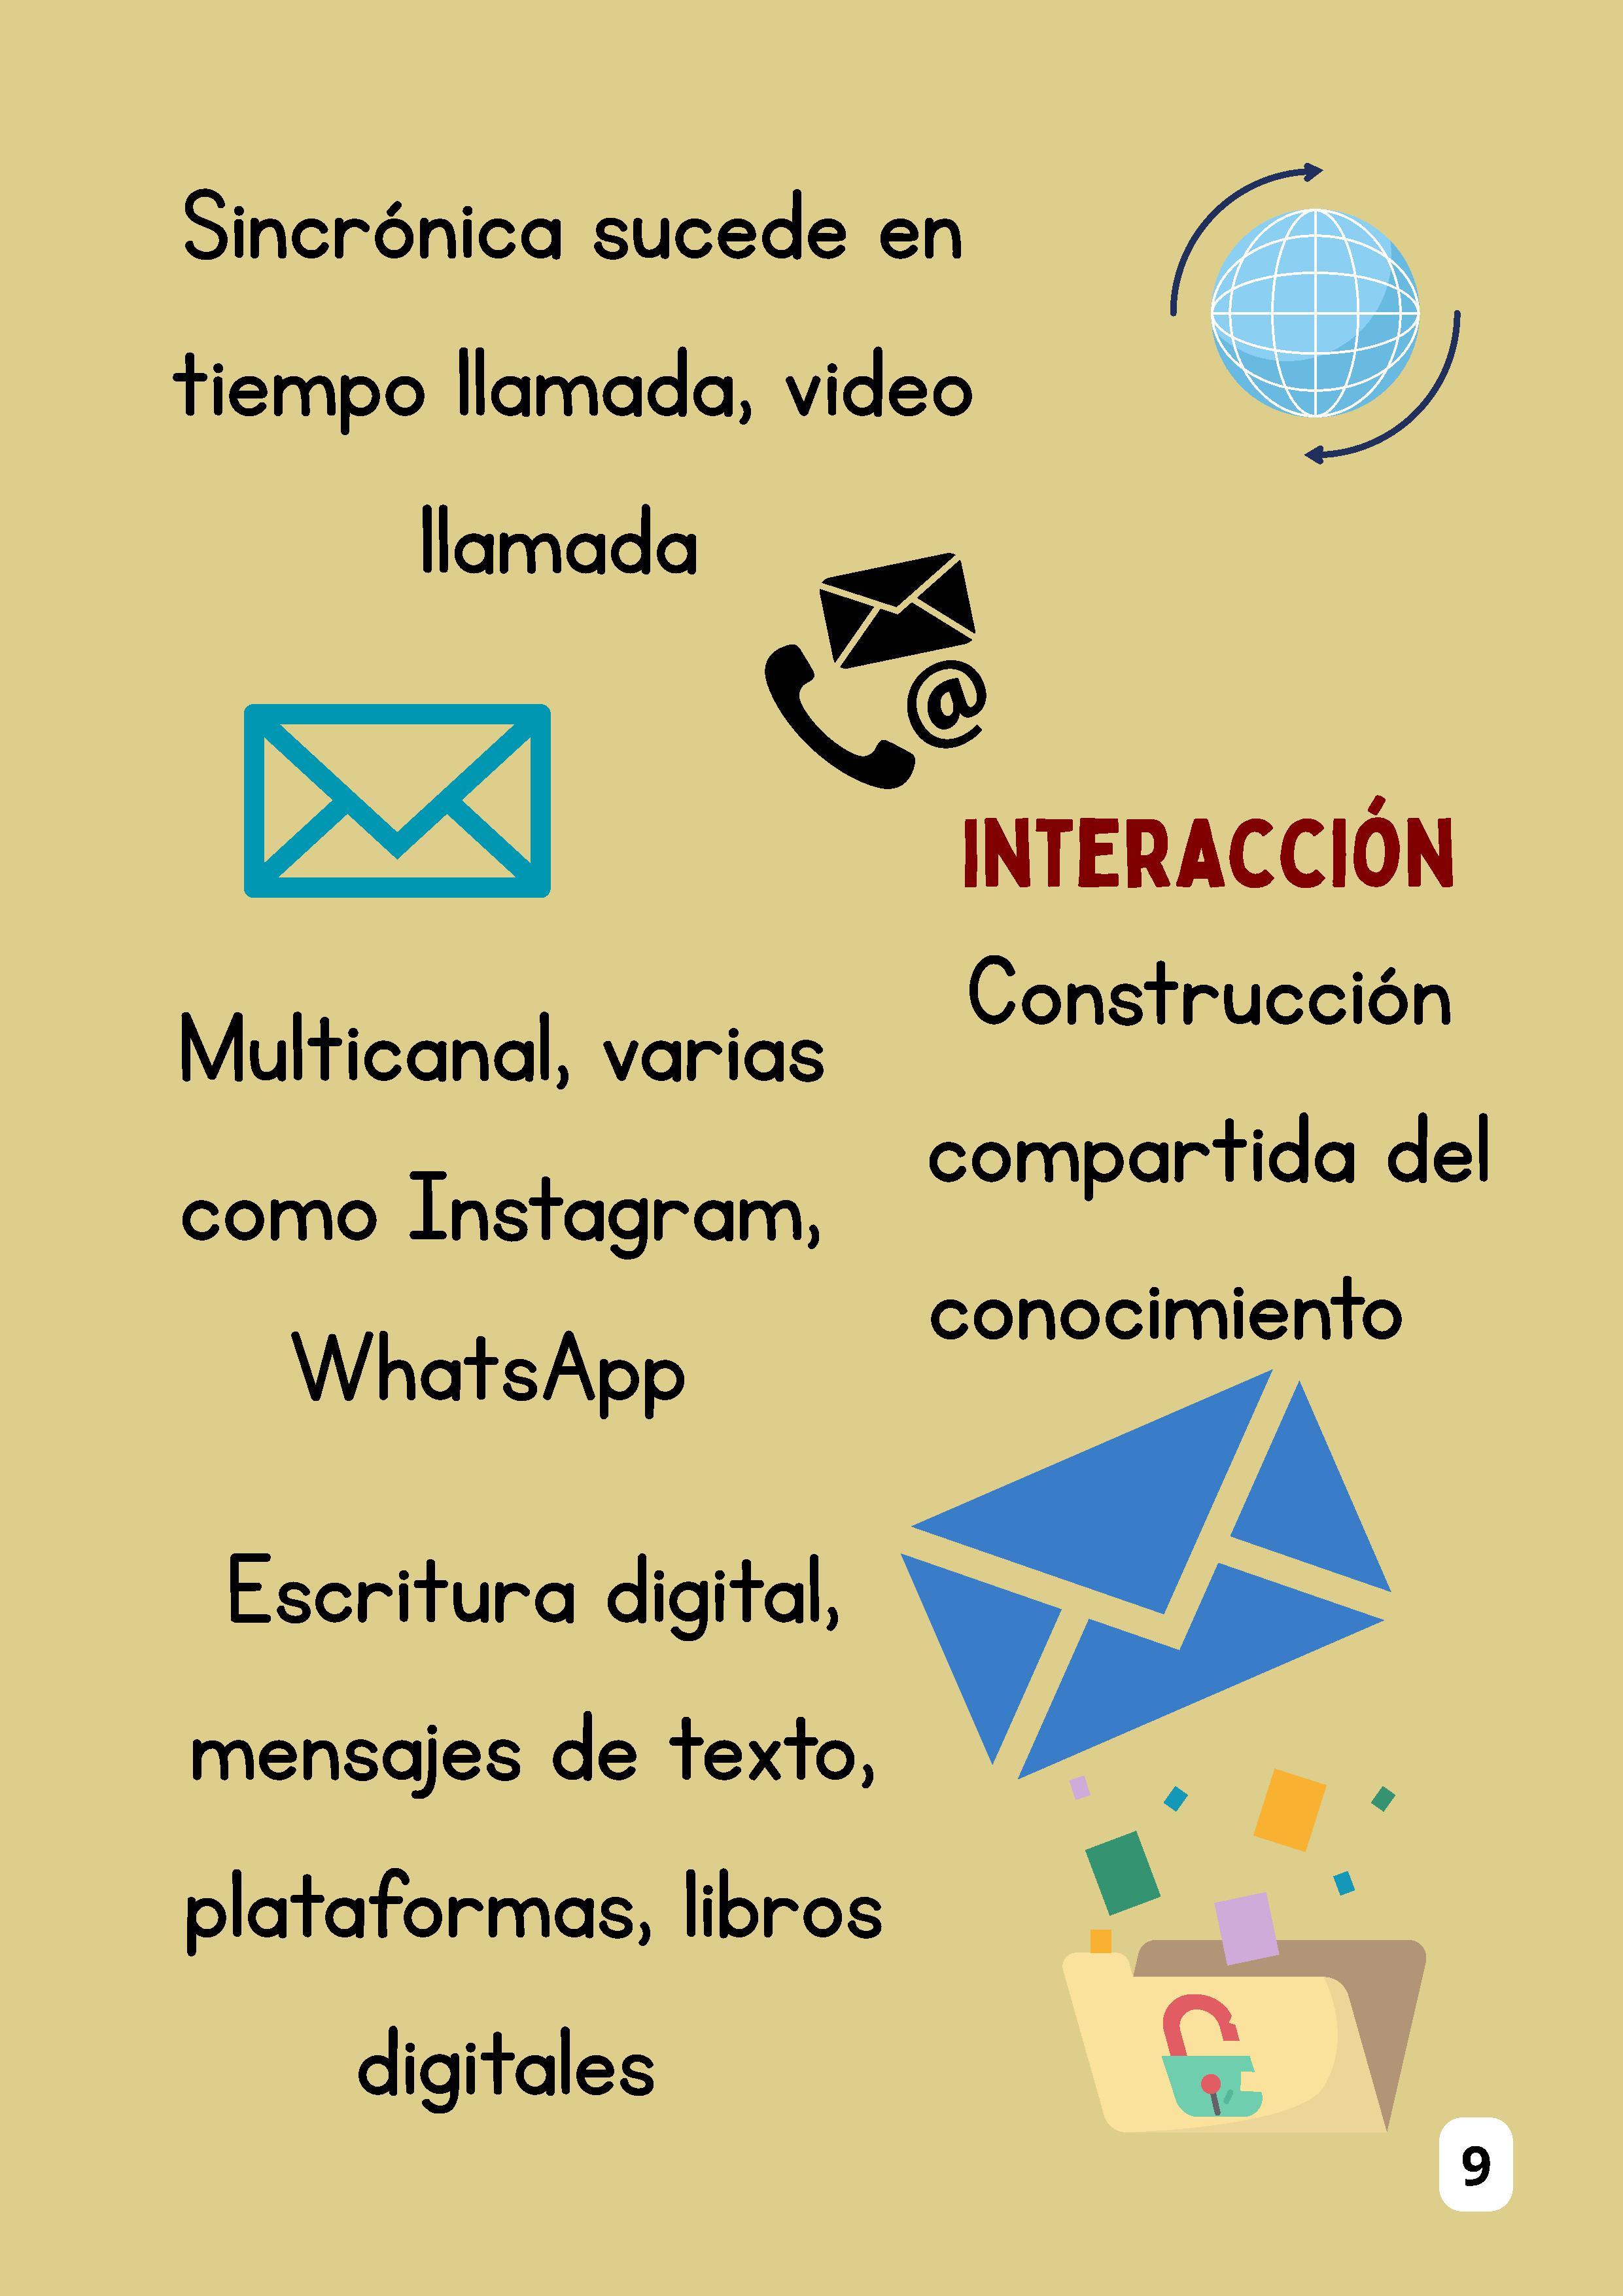 Sincrónica sucede en
tiempo llamada, video
llamada
@
INTERACCIÓN
Construcción
compartida del
conocimiento
Multicanal, varias
como Instagram,
WhatsApp
Escritura digital,
mensajes de texto,
plataformas, libros
digitales
9